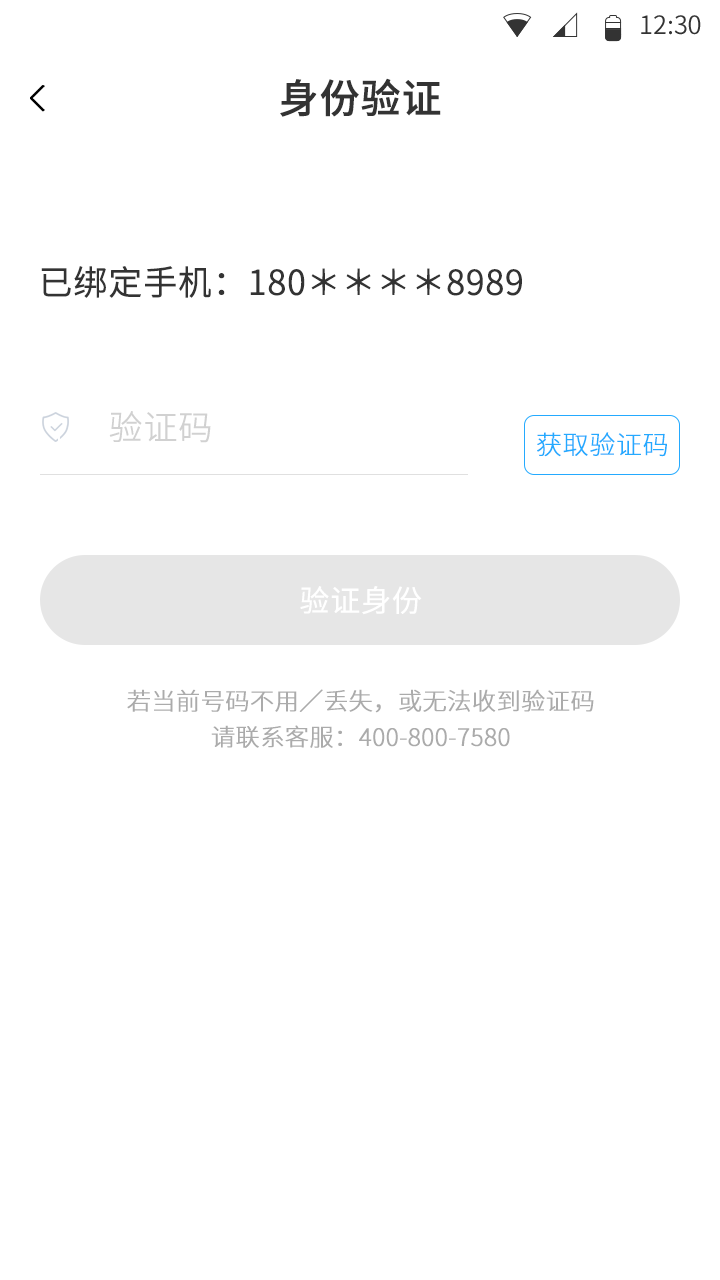 12:30
身份验证
已绑定手机：180＊＊＊＊8989
验证码
获取验证码
验证身份
若当前号码不用／丢失，或无法收到验证码
请联系客服：400-800-7580